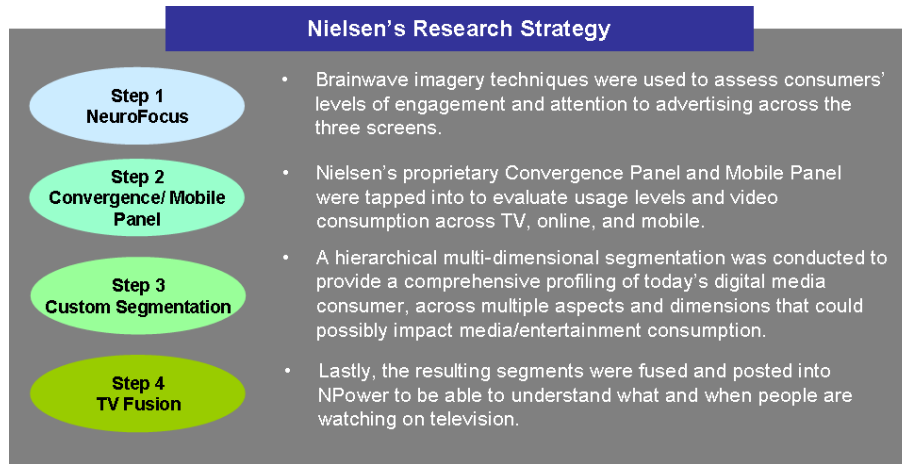 Nielsen's Research Strategy
Step 1
NeuroFocus
• Brainwave imagery techniques were used to assess consumers'
levels of engagement and attention to advertising across the
three screens.
Step 2
Convergence/ Mobile
Panel
• Nielsen's proprietary Convergence Panel and Mobile Panel
were tapped into to evaluate usage levels and video
consumption across TV, online, and mobile.
Step 3
Custom Segmentation
• A hierarchical multi-dimensional segmentation was conducted to
provide a comprehensive profiling of today's digital media
consumer, across multiple aspects and dimensions that could
possibly impact media/entertainment consumption.
Step 4
TV Fusion
• Lastly, the resulting segments were fused and posted into
NPower to be able to understand what and when people are
watching on television.